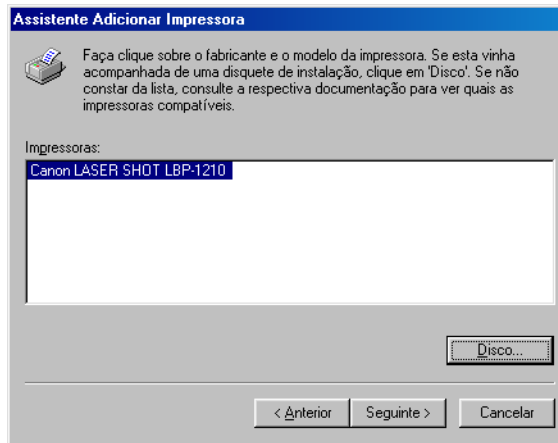 Assistente Adicionar Impressora
Faça clique sobre o fabricante e o modelo da impressora. Se esta vinha
acompanhada de uma disquete de instalação, clique em 'Disco'. Se não
constar da lista, consulte a respectiva documentação para ver quais as
impressoras compatíveis.
Impressoras:
Canon LASER SHOT LBP-1210
Disco...
< Anterior
Seguinte >
Cancelar